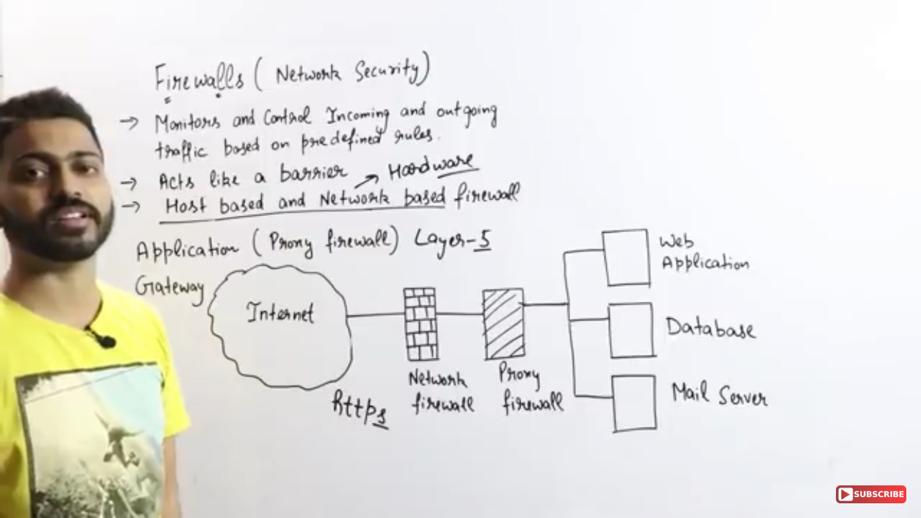 Firewalls (Network Security)
→ Monitors and Control Incoming and outgoing
traffic based on predefined rules.
→ Acts like a barrier
→ Hardware
→ Host based and Network based firewall
Application (Proxy firewall) Layer-5
Gateway
Internet
https
Network
firewall
Proxy
firewall
Web
Application
Database
Mail Server
SUBSCRIBE